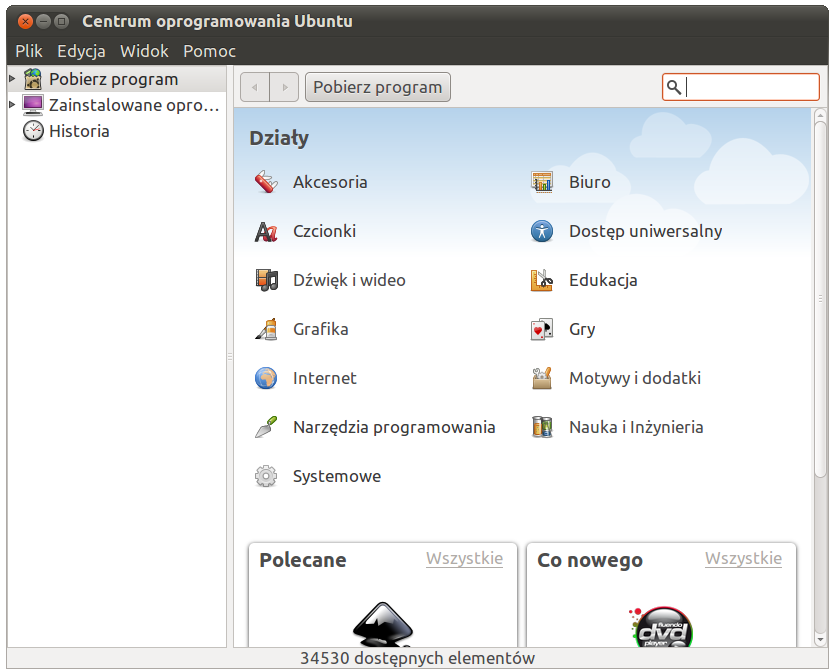 Centrum oprogramowania Ubuntu
Plik Edycja Widok Pomoc
Pobierz program
Zainstalowane opro...
Historia
Pobierz program
Działy
Akcesoria
Biuro
Czcionki
Dostęp uniwersalny
Dźwięk i wideo
Edukacja
Grafika
Gry
Internet
Motywy i dodatki
Narzędzia programowania
Nauka i Inżynieria
Systemowe
Polecane Wszystkie
Co nowego Wszystkie
fluendo
dvd
player
34530 dostępnych elementów